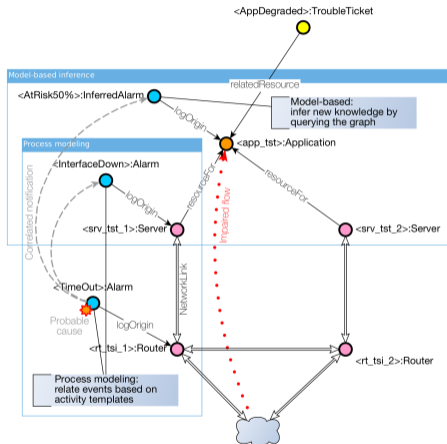 <AppDegraded>:TroubleTicket
relatedResource
Model-based inference
<AtRisk50%>:InferredAlarm
logOrigin
Model-based:
infer new knowledge by
querying the graph
Process modeling
<app_tst>:Application
<InterfaceDown>:Alarm
logOrigin
resourceFor
resourceFor
Correlated notification
Impaired flow
<srv_tst_1>:Server
<srv_tst_2>:Server
NetworkLink
<TimeOut>:Alarm
Probable
cause
logOrigin
<rt_tsi_1>:Router
<rt_tsi_2>:Router
Process modeling:
relate events based on
activity templates